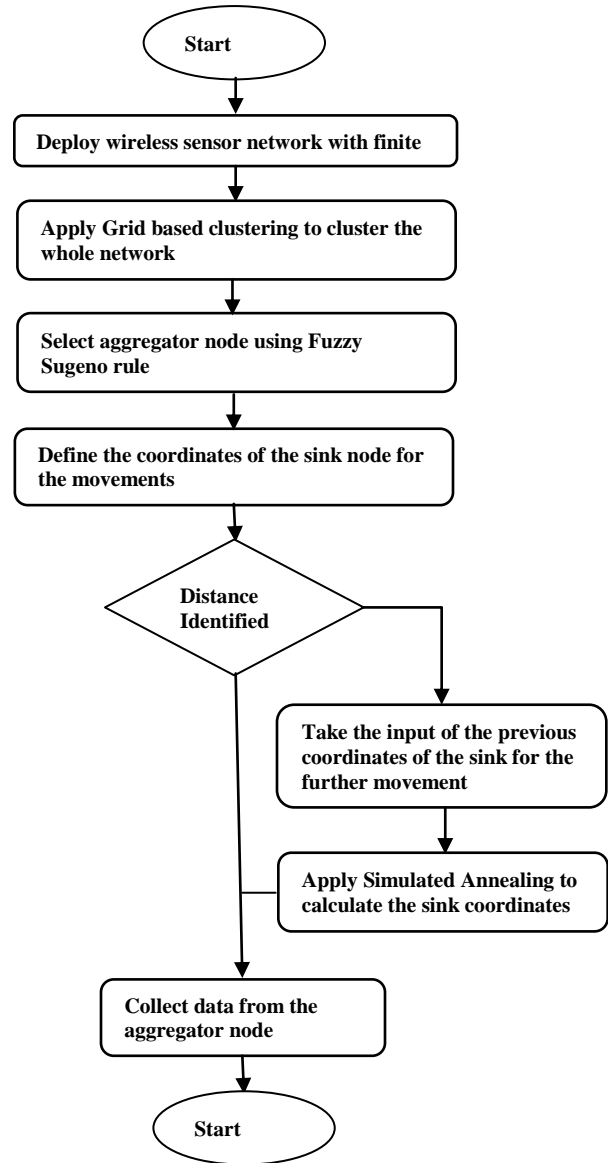 Start
Deploy wireless sensor network with finite
Apply Grid based clustering to cluster the
whole network
Select aggregator node using Fuzzy
Sugeno rule
Define the coordinates of the sink node for
the movements
Distance
Identified
Take the input of the previous
coordinates of the sink for the
further movement
Apply Simulated Annealing to
calculate the sink coordinates
Collect data from the
aggregator node
Start